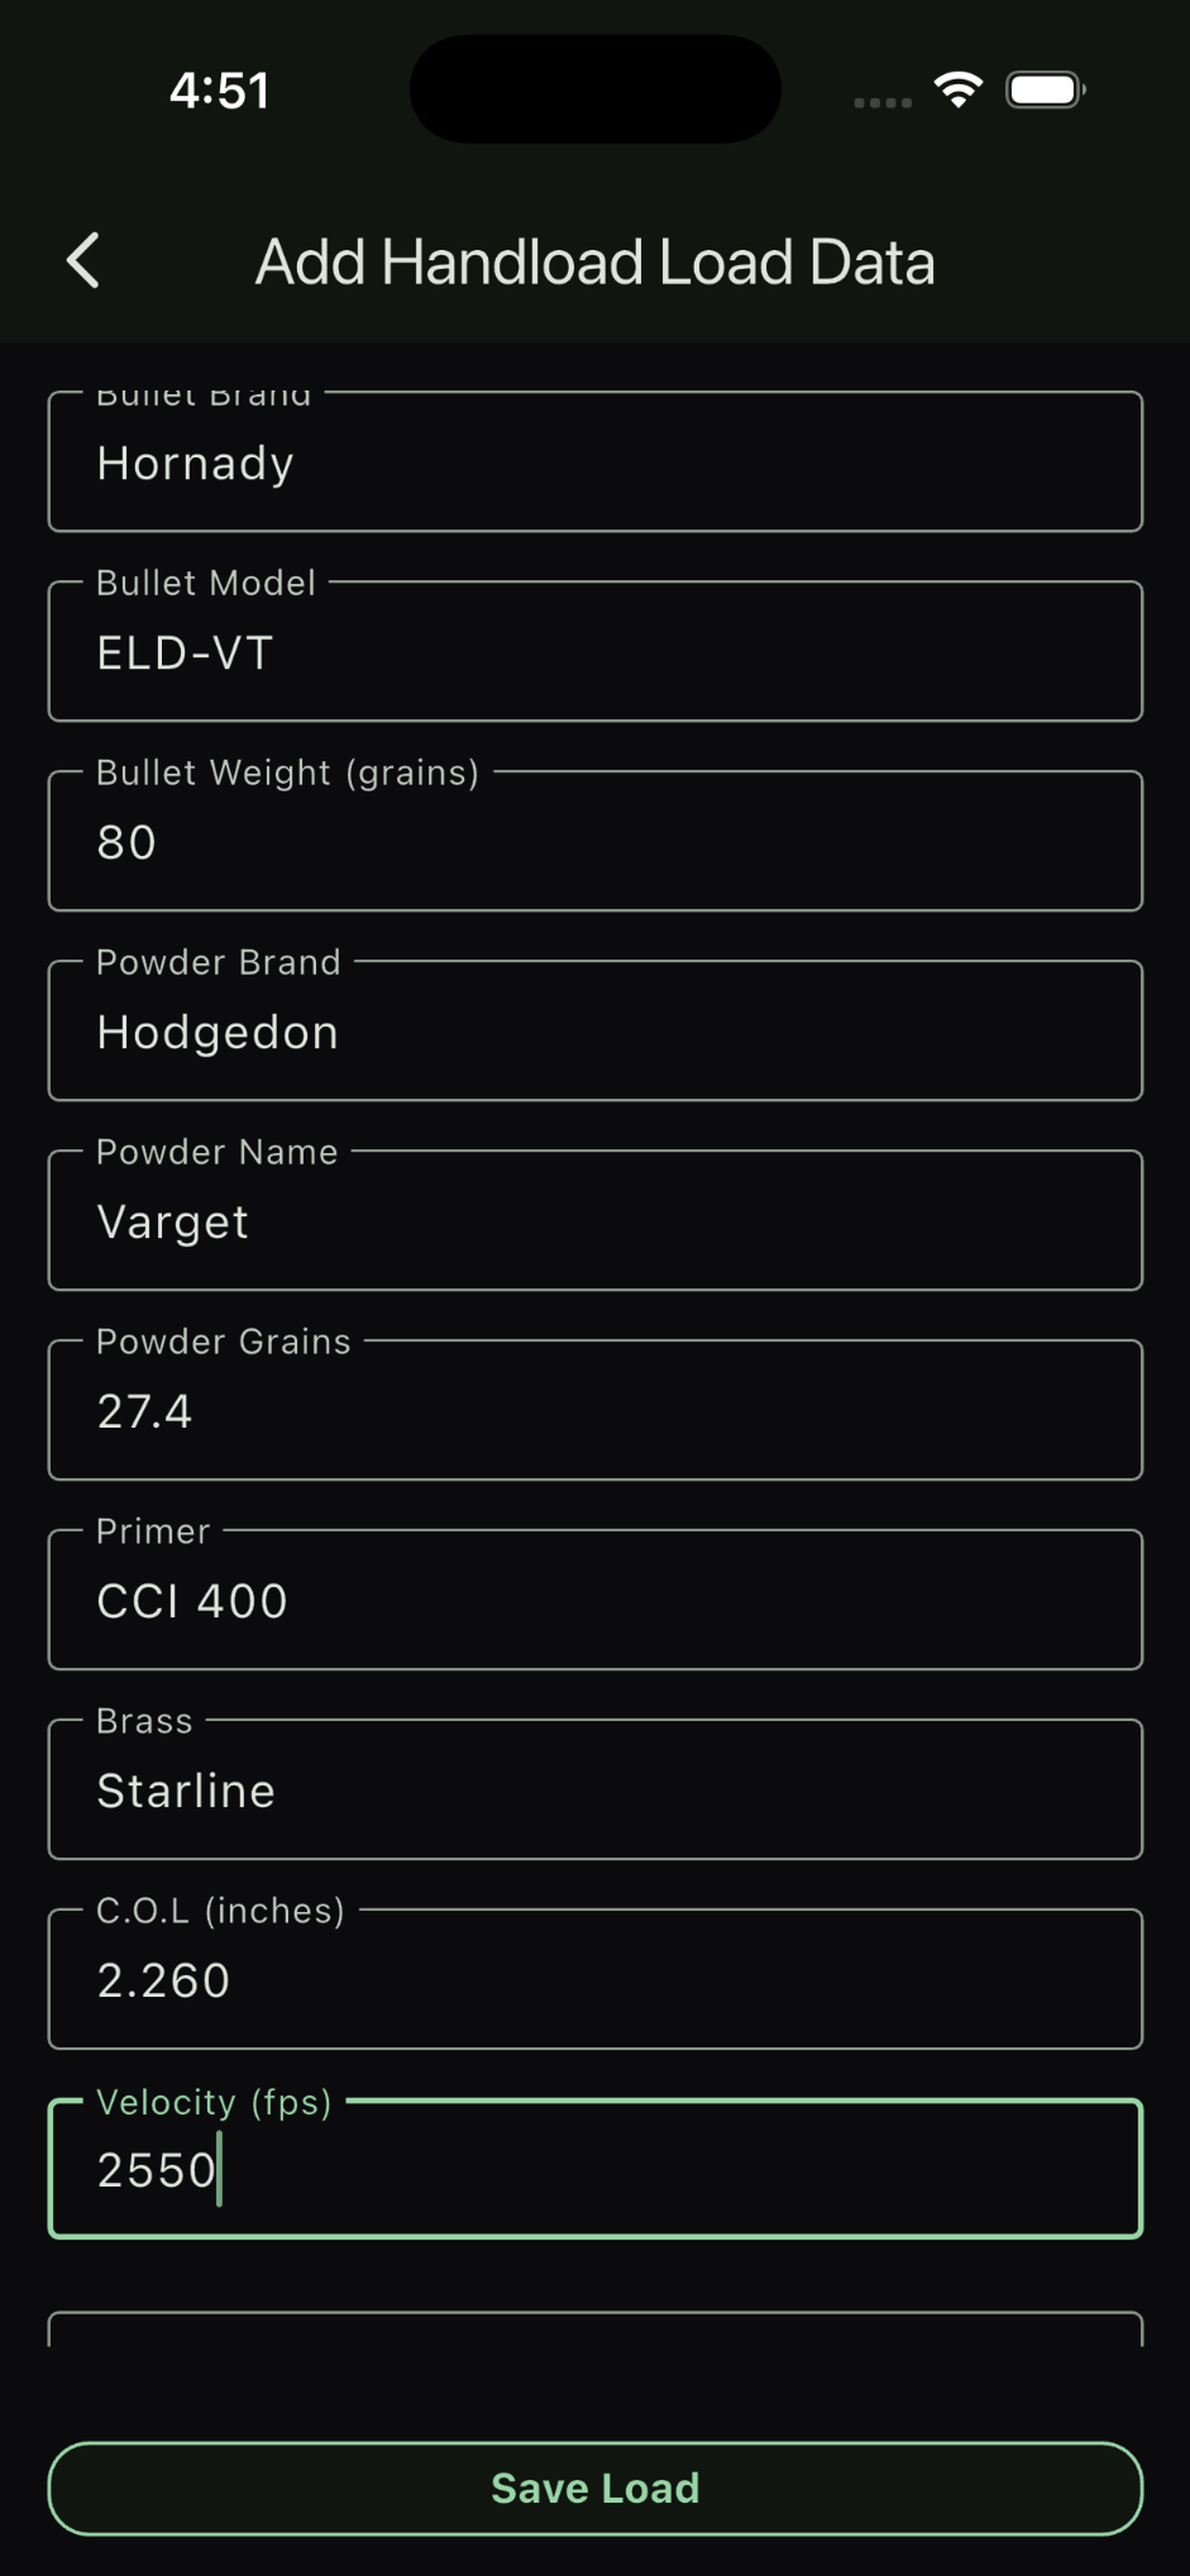 4:51
Add Handload Load Data
Bullet Brand
Hornady
Bullet Model
ELD-VT
Bullet Weight (grains)
80
Powder Brand
Hodgedon
Powder Name
Varget
Powder Grains
27.4
Primer
CCI 400
Brass
Starline
C.O.L (inches)
2.260
Velocity (fps)
2550
Save Load